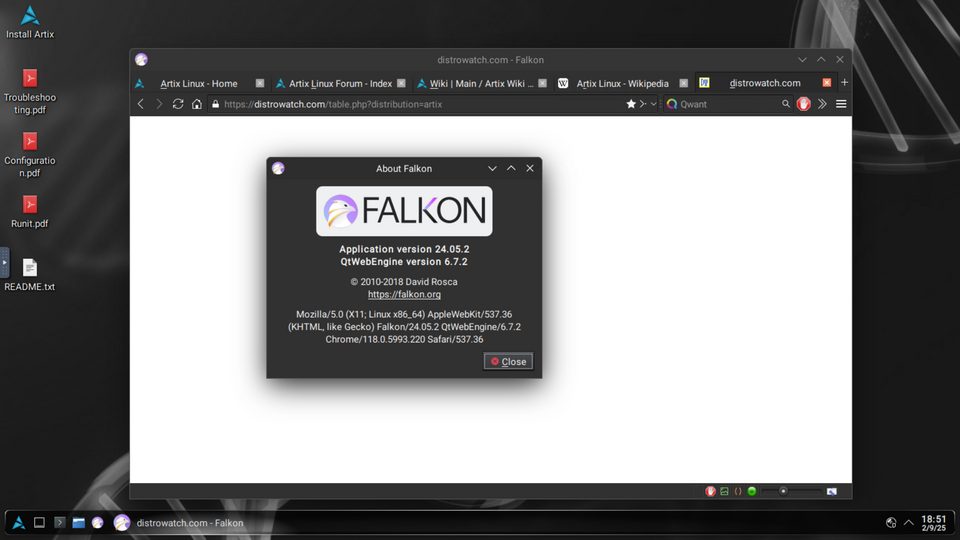 Install Artix
Troubleshoo
ting.pdf
Configuratio
n.pdf
Runit.pdf
README.txt
distrowatch.com - Falkon
Artix Linux - Home
Artix Linux Forum - Index
Wiki | Main / Artix Wiki ...
Artix Linux - Wikipedia
distrowatch.com
https://distrowatch.com/table.php?distribution=artix
Qwant
About Falkon
FALKON
Application version 24.05.2
QtWebEngine version 6.7.2
© 2010-2018 David Rosca
https://falkon.org
Mozilla/5.0 (X11; Linux x86_64) AppleWebKit/537.36
(KHTML, like Gecko) Falkon/24.05.2 QtWebEngine/6.7.2
Chrome/118.0.5993.220 Safari/537.36
Close
distrowatch.com - Falkon
18:51
2/9/25